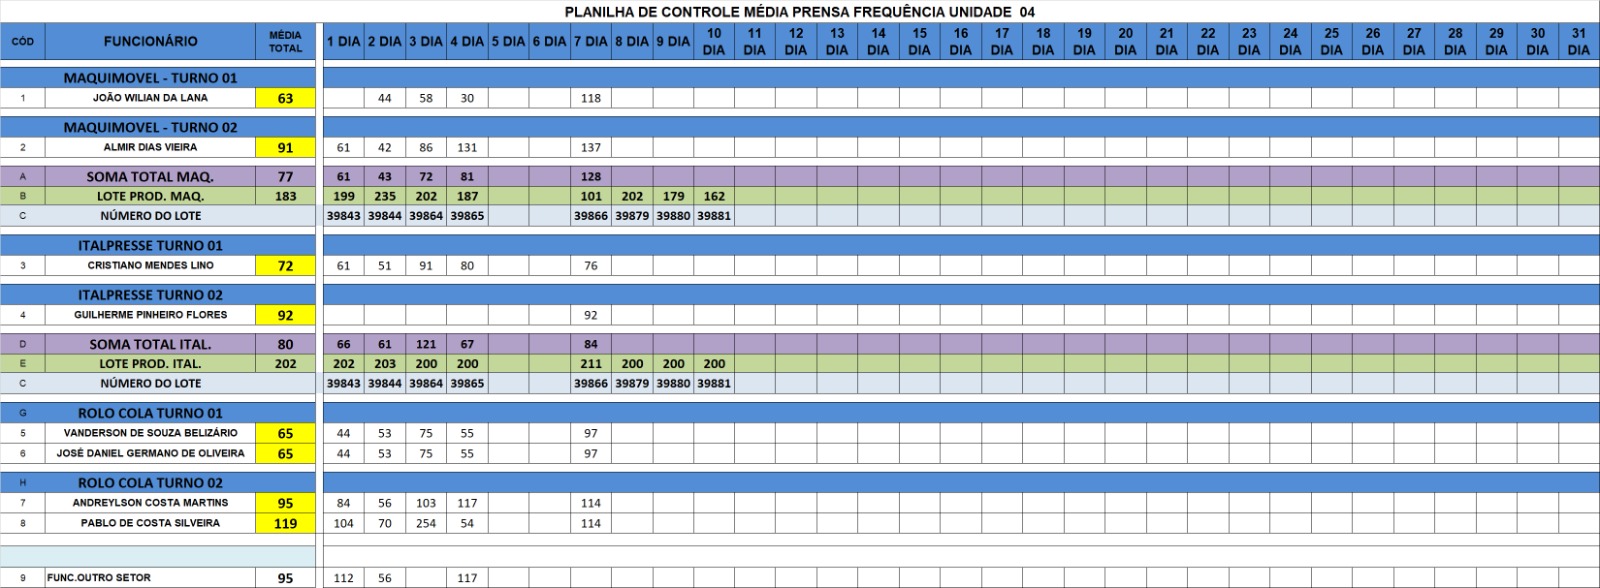 PLANILHA DE CONTROLE MÉDIA PRENSA FREQUÊNCIA UNIDADE 04
CÓD FUNCIONÁRIO MÉDIA TOTAL 1 DIA 2 DIA 3 DIA 4 DIA 5 DIA 6 DIA 7 DIA 8 DIA 9 DIA 10 DIA 11 DIA 12 DIA 13 DIA 14 DIA 15 DIA 16 DIA 17 DIA 18 DIA 19 DIA 20 DIA 21 DIA 22 DIA 23 DIA 24 DIA 25 DIA 26 DIA 27 DIA 28 DIA 29 DIA 30 DIA 31 DIA
MAQUIMOVEL - TURNO 01
1 JOÃO WILIAN DA LANA 63 44 58 30 118
MAQUIMOVEL - TURNO 02
2 ALMIR DIAS VIEIRA 91 61 42 86 131 137
A SOMA TOTAL MAQ. 77 61 43 72 81 128
B LOTE PROD. MAQ. 183 199 235 202 187 101 202 179 162
C NÚMERO DO LOTE 39843 39844 39864 39865 39866 39879 39880 39881
ITALPRESSE TURNO 01
3 CRISTIANO MENDES LINO 72 61 51 91 80 76
ITALPRESSE TURNO 02
4 GUILHERME PINHEIRO FLORES 92 92
D SOMA TOTAL ITAL. 80 66 61 121 67 84
E LOTE PROD. ITAL. 202 202 203 200 200 211 200 200 200
C NÚMERO DO LOTE 39843 39844 39864 39865 39866 39879 39880 39881
G ROLO COLA TURNO 01
5 VANDERSON DE SOUZA BELIZÁRIO 65 44 53 75 55 97
6 JOSÉ DANIEL GERMANO DE OLIVEIRA 65 44 53 75 55 97
H ROLO COLA TURNO 02
7 ANDREYLSON COSTA MARTINS 95 84 56 103 117 114
8 PABLO DE COSTA SILVEIRA 119 104 70 254 54 114
9 FUNC.OUTRO SETOR 95 112 56 117